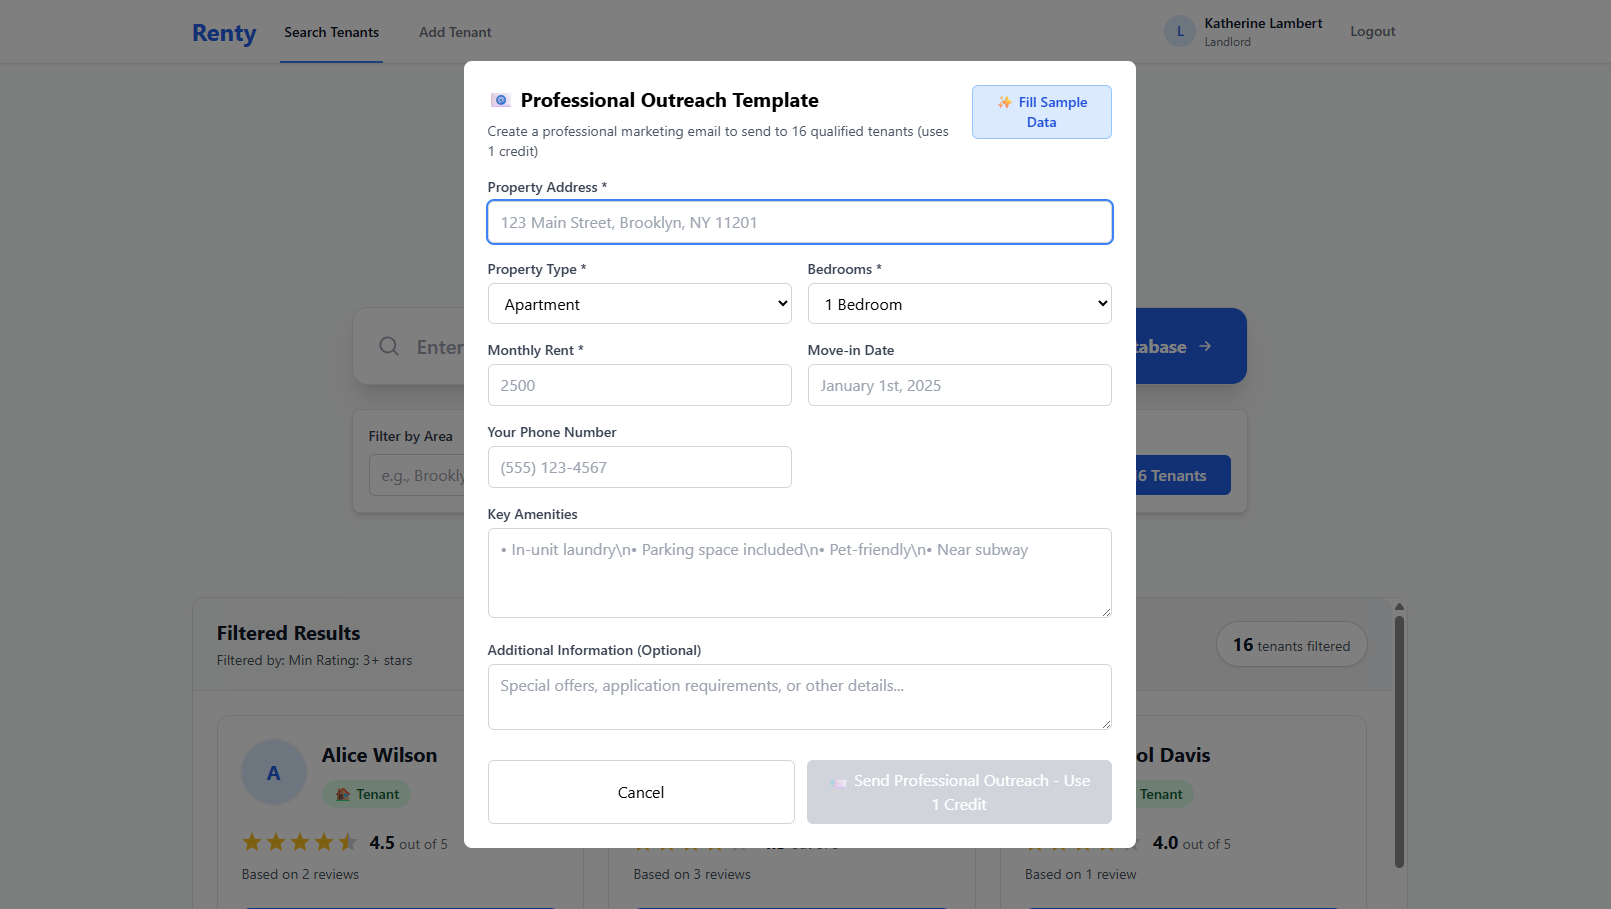 Renty
Search Tenants
Add Tenant
L
Katherine Lambert
Landlord
Logout
Professional Outreach Template
Create a professional marketing email to send to 16 qualified tenants (uses
1 credit)
✨ Fill Sample
Data
Property Address *
123 Main Street, Brooklyn, NY 11201
Property Type *
Bedrooms *
Apartment
1 Bedroom
Monthly Rent *
Move-in Date
2500
January 1st, 2025
Your Phone Number
(555) 123-4567
Key Amenities
• In-unit laundry\n• Parking space included\n• Pet-friendly\n• Near subway
Additional Information (Optional)
Special offers, application requirements, or other details...
Cancel
Send Professional Outreach - Use
1 Credit
Enter
tabase →
Filter by Area
e.g., Brookly
16 Tenants
Filtered Results
Filtered by: Min Rating: 3+ stars
16 tenants filtered
A
Alice Wilson
Tenant
4.5 out of 5
Based on 2 reviews
Based on 3 reviews
ol Davis
Tenant
4.0 out of 5
Based on 1 review